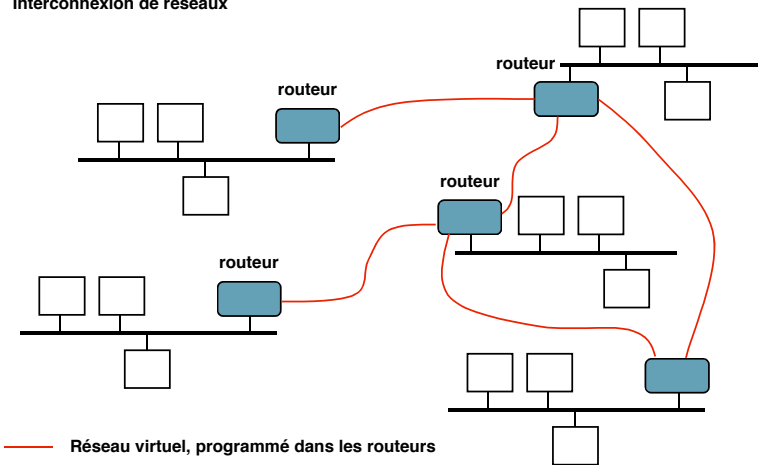 Interconnexion de réseaux
routeur
routeur
routeur
routeur
Réseau virtuel, programmé dans les routeurs